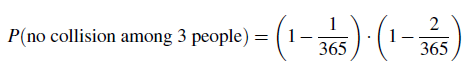 P(no collision among 3 people) = (1 − 1/365) · (1 − 2/365)